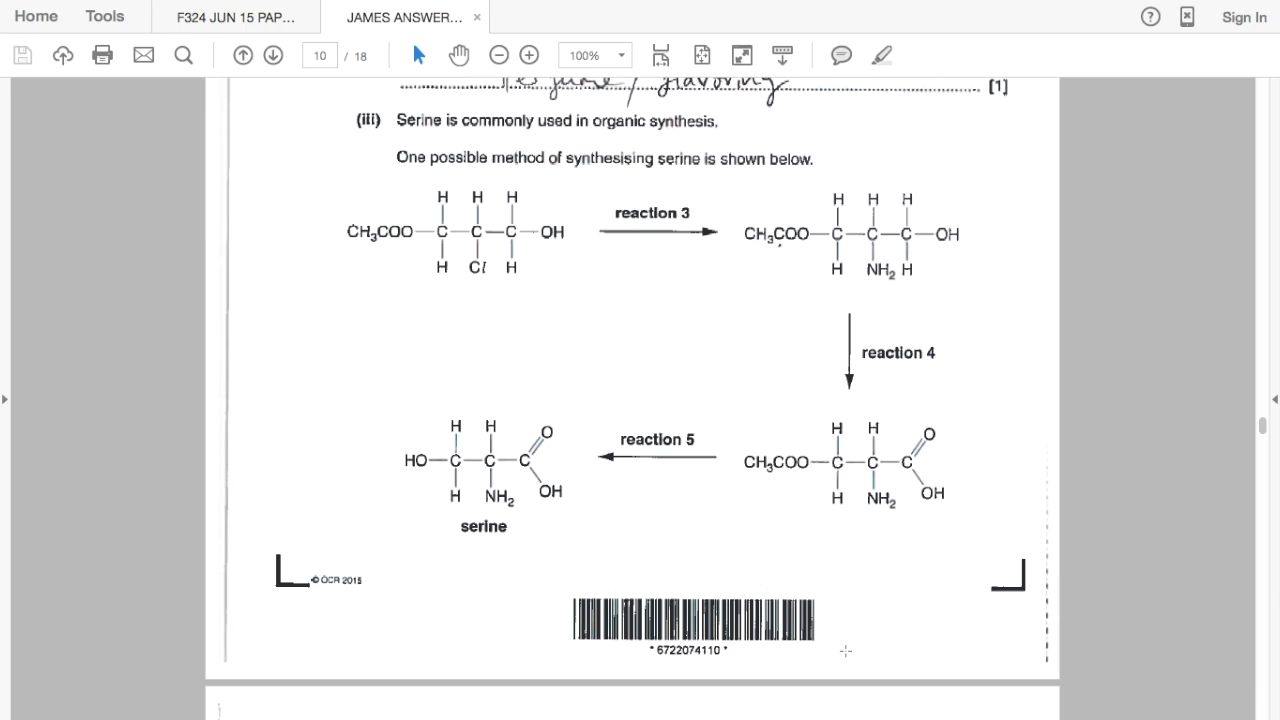 Home Tools F324 JUN 15 PAP... JAMES ANSWER... × ? Sign In
10 / 18 100%
flavoring [1]
(iii) Serine is commonly used in organic synthesis.
One possible method of synthesising serine is shown below.
H H H
CH₃COO C C C OH
H Cl H
reaction 3
H H H
CH₃COO C C C OH
H NH₂ H
reaction 4
H H O
CH₃COO C C C
H NH₂ OH
reaction 5
H H O
HO C C C
H NH₂ OH
serine
© OCR 2015
* 6722074110 *